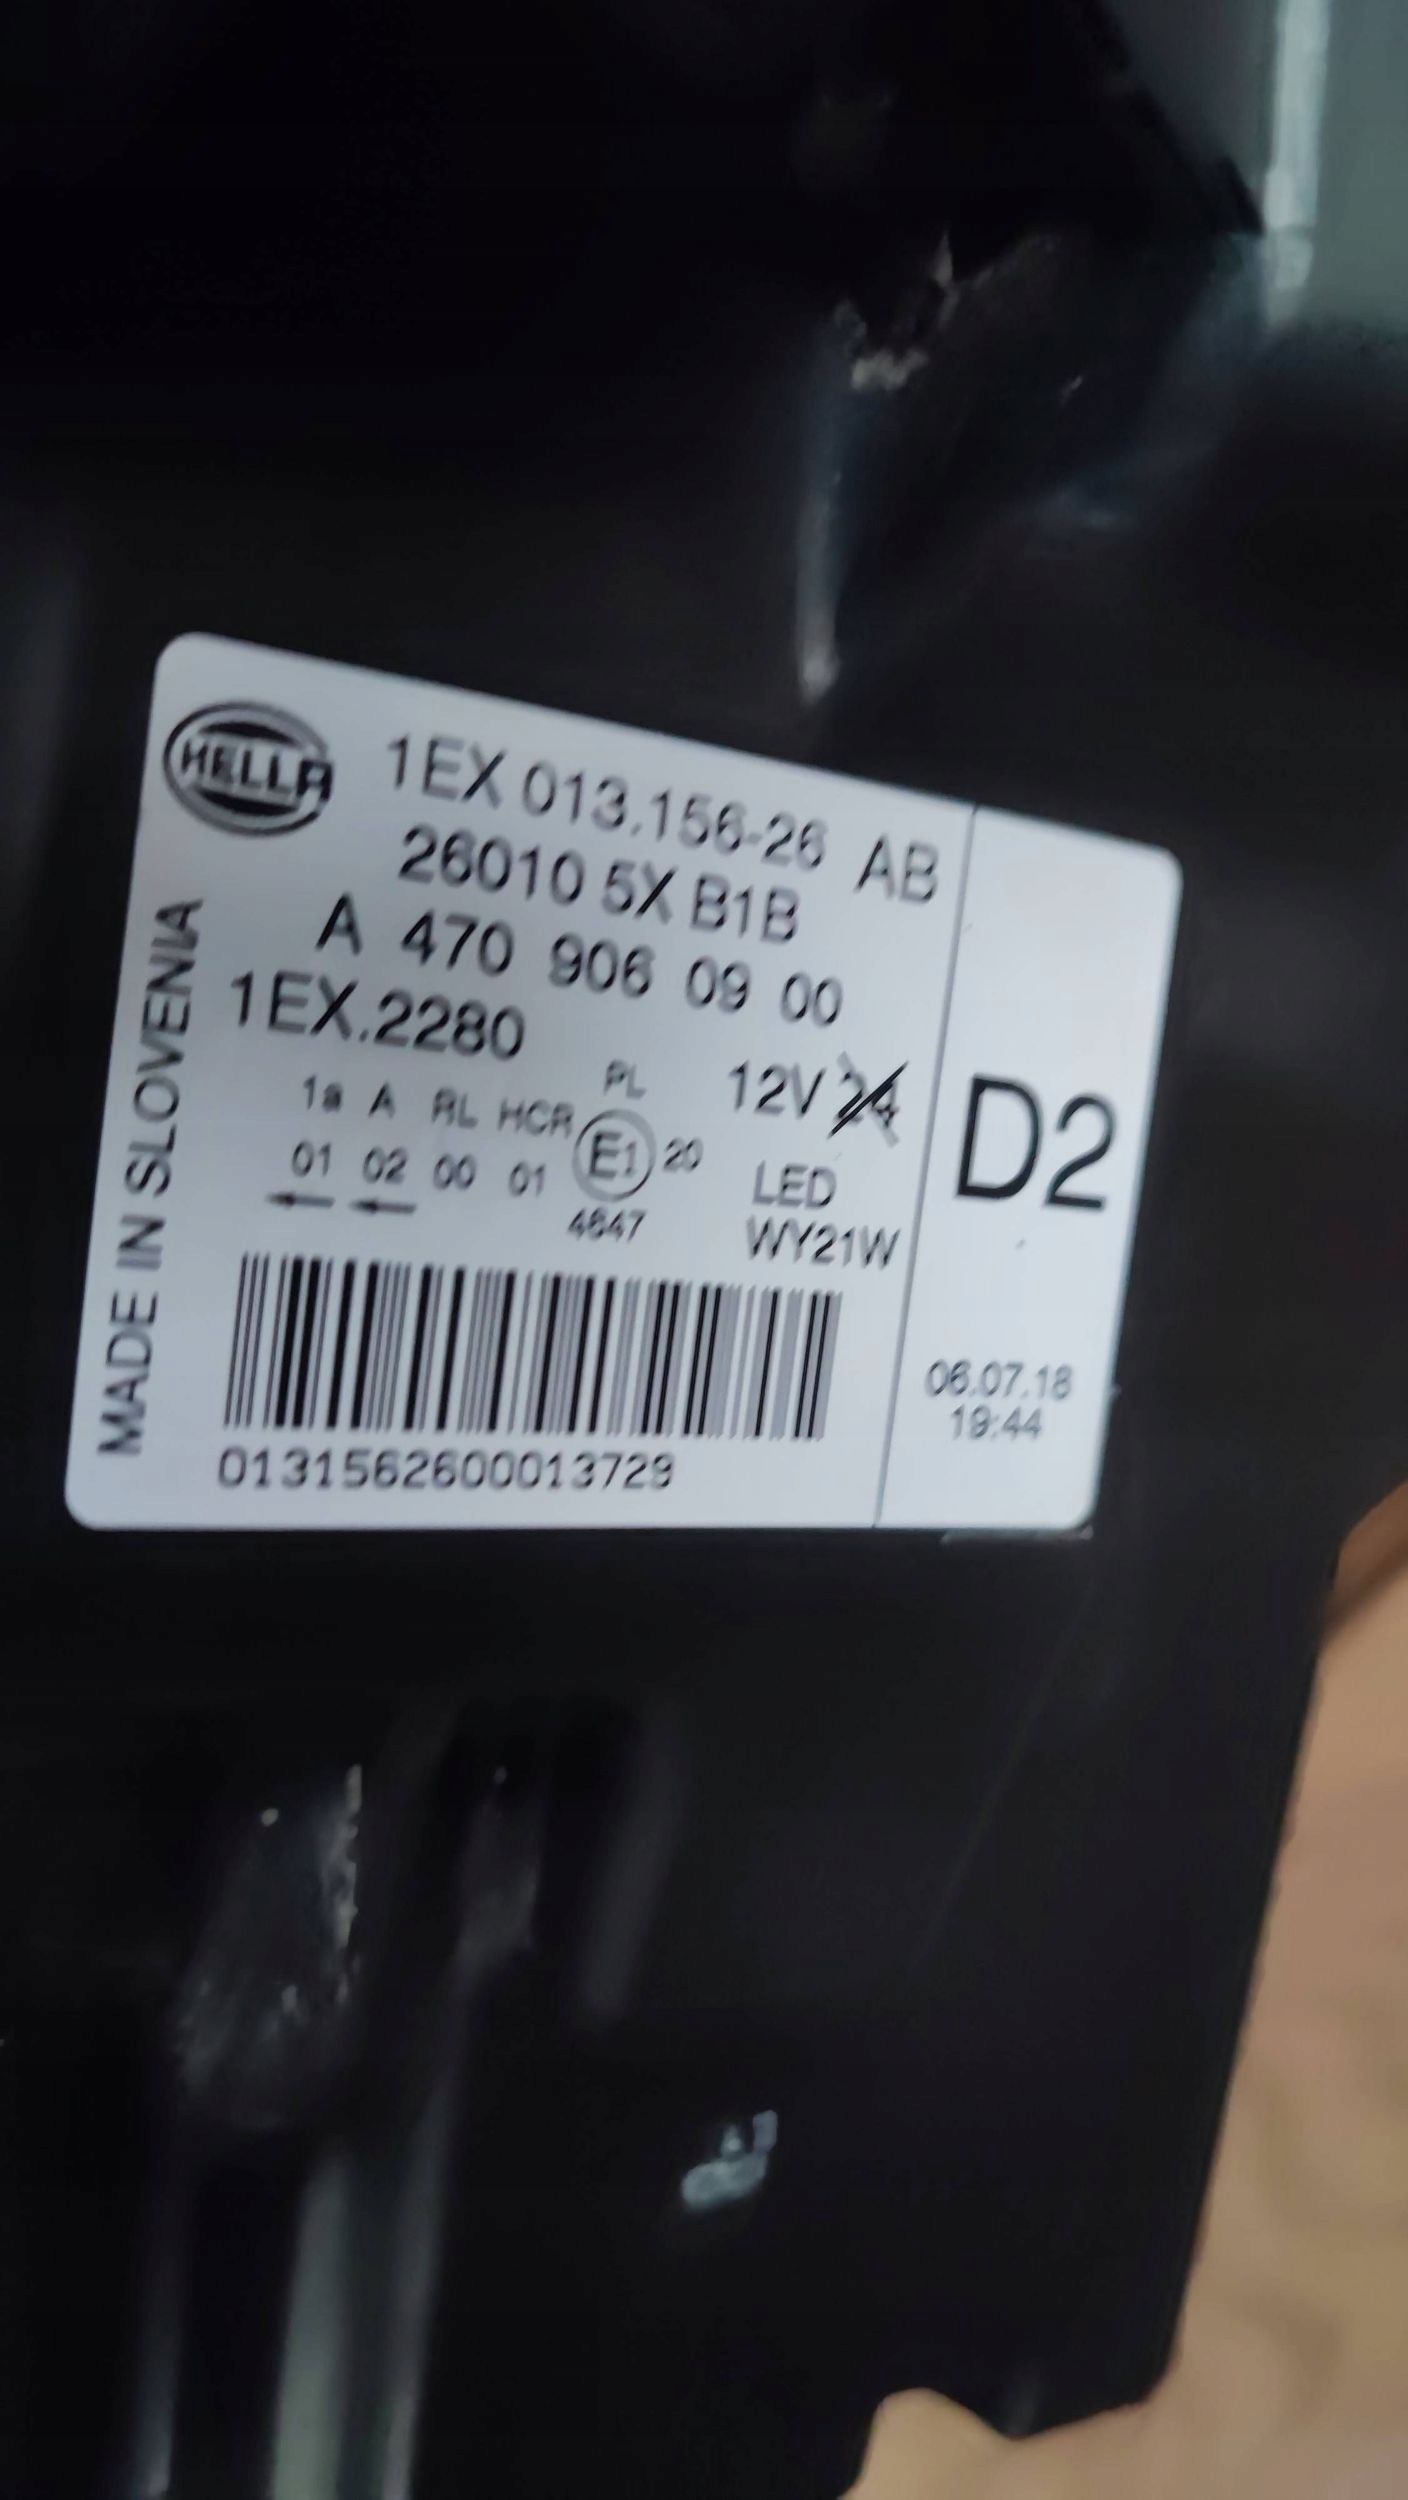 HELLA
1EX 013.156-26 AB
26010 5X B1B
A 470 906 09 00
1EX.2280
1a A RL HCR PL
01 02 00 01 E1 20
4647
12V 24
LED
WY21W
D2
06.07.18
19:44
0131562600013729
MADE IN SLOVENIA